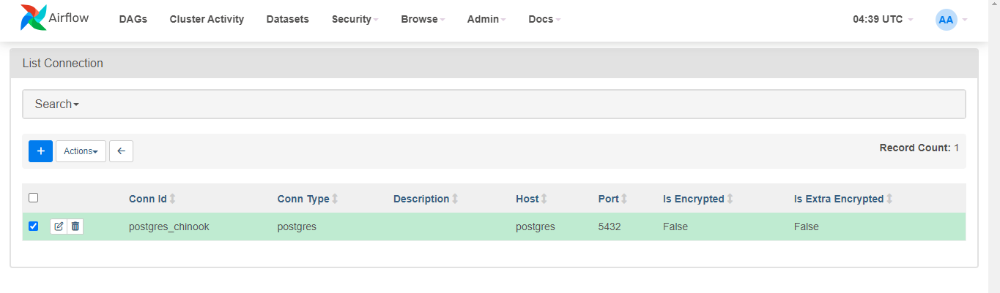 Airflow DAGs Cluster Activity Datasets Security Browse Admin Docs 04:39 UTC AA
List Connection
Search
+ Actions ← Record Count: 1
Conn Id Conn Type Description Host Port Is Encrypted Is Extra Encrypted
postgres_chinook postgres postgres 5432 False False